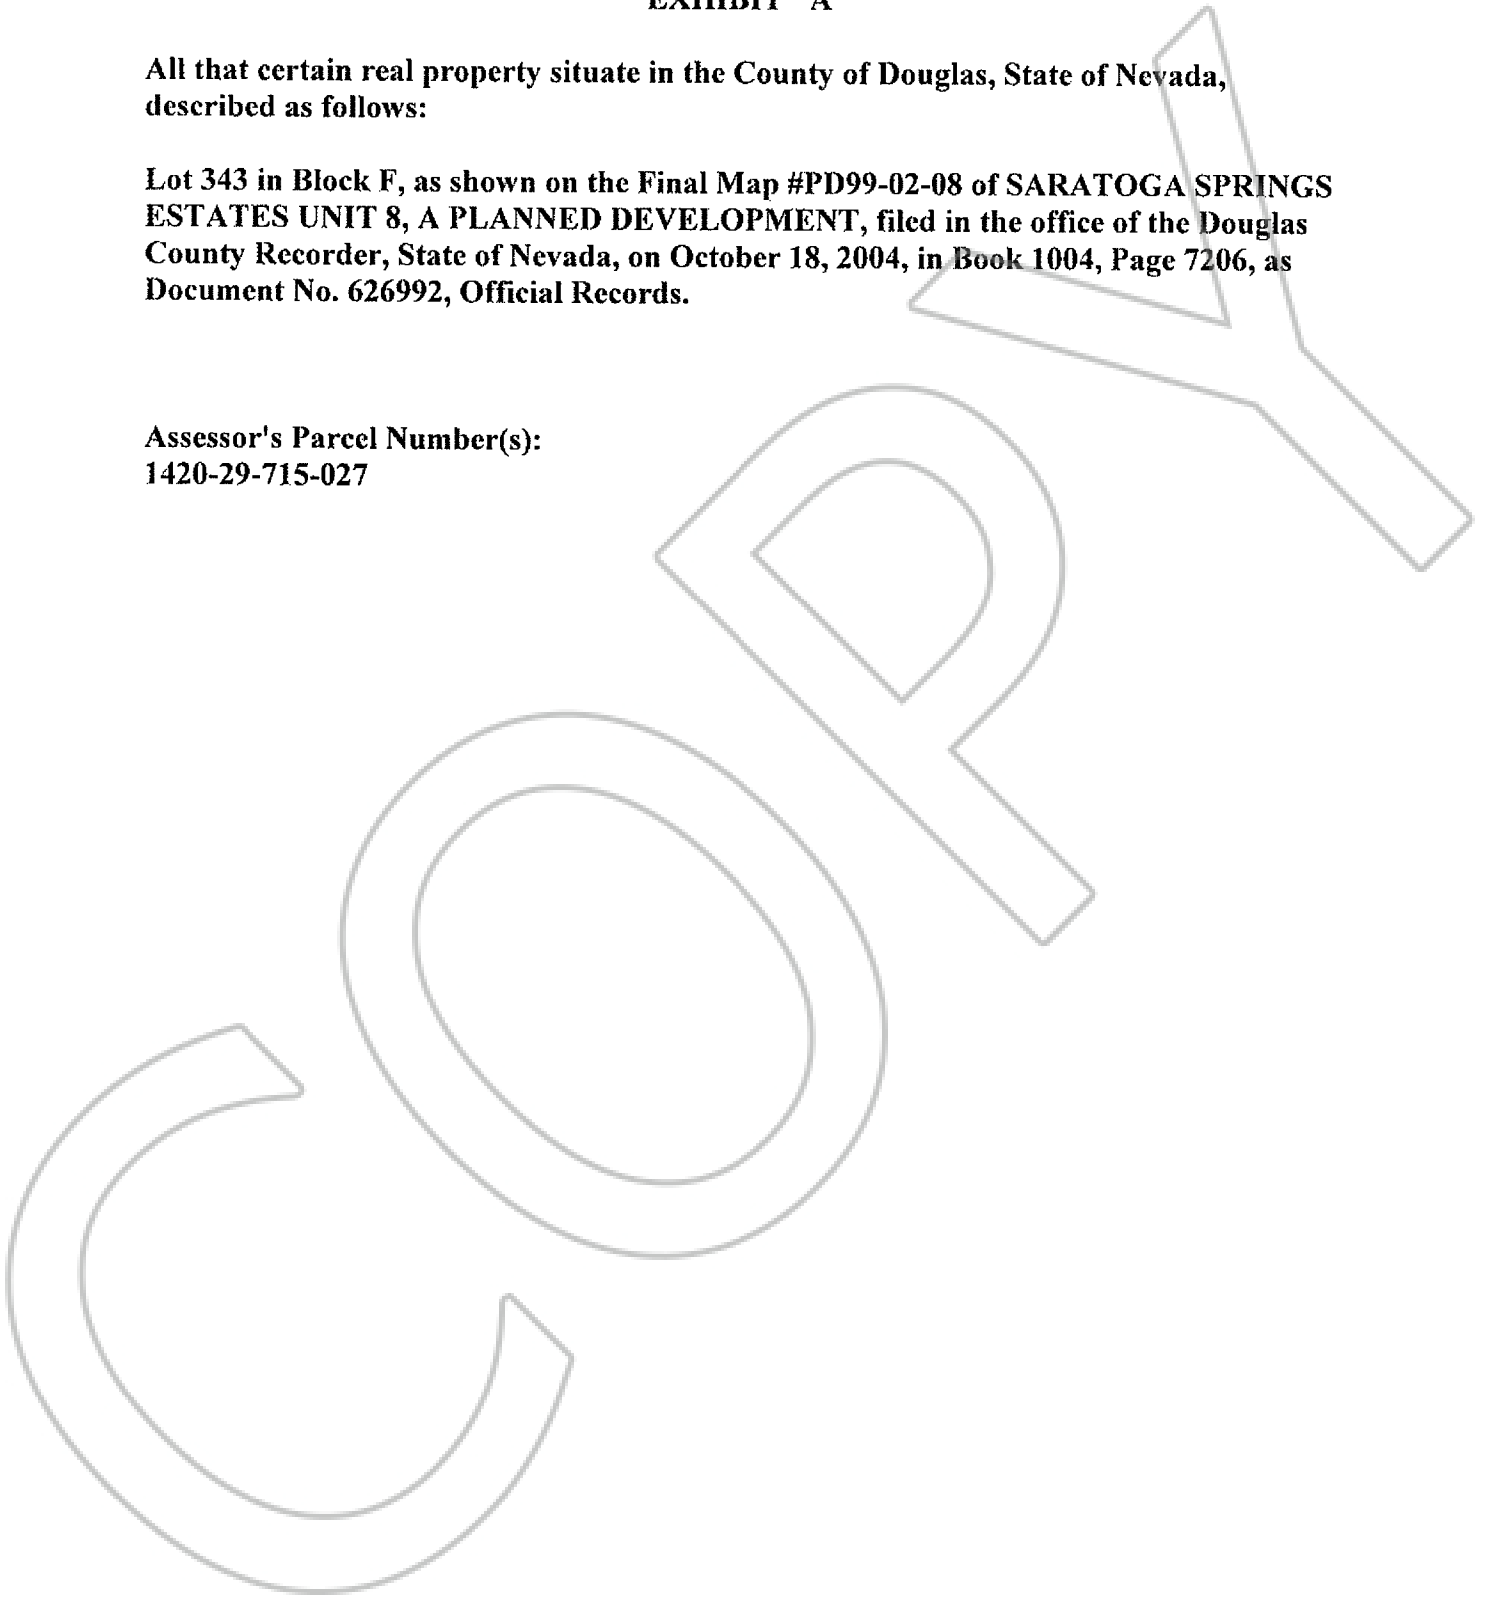 EXHIBIT A
All that certain real property situate in the County of Douglas, State of Nevada,
described as follows:
Lot 343 in Block F, as shown on the Final Map #PD99-02-08 of SARATOGA SPRINGS
ESTATES UNIT 8, A PLANNED DEVELOPMENT, filed in the office of the Douglas
County Recorder, State of Nevada, on October 18, 2004, in Book 1004, Page 7206, as
Document No. 626992, Official Records.
Assessor's Parcel Number(s):
1420-29-715-027
COPY